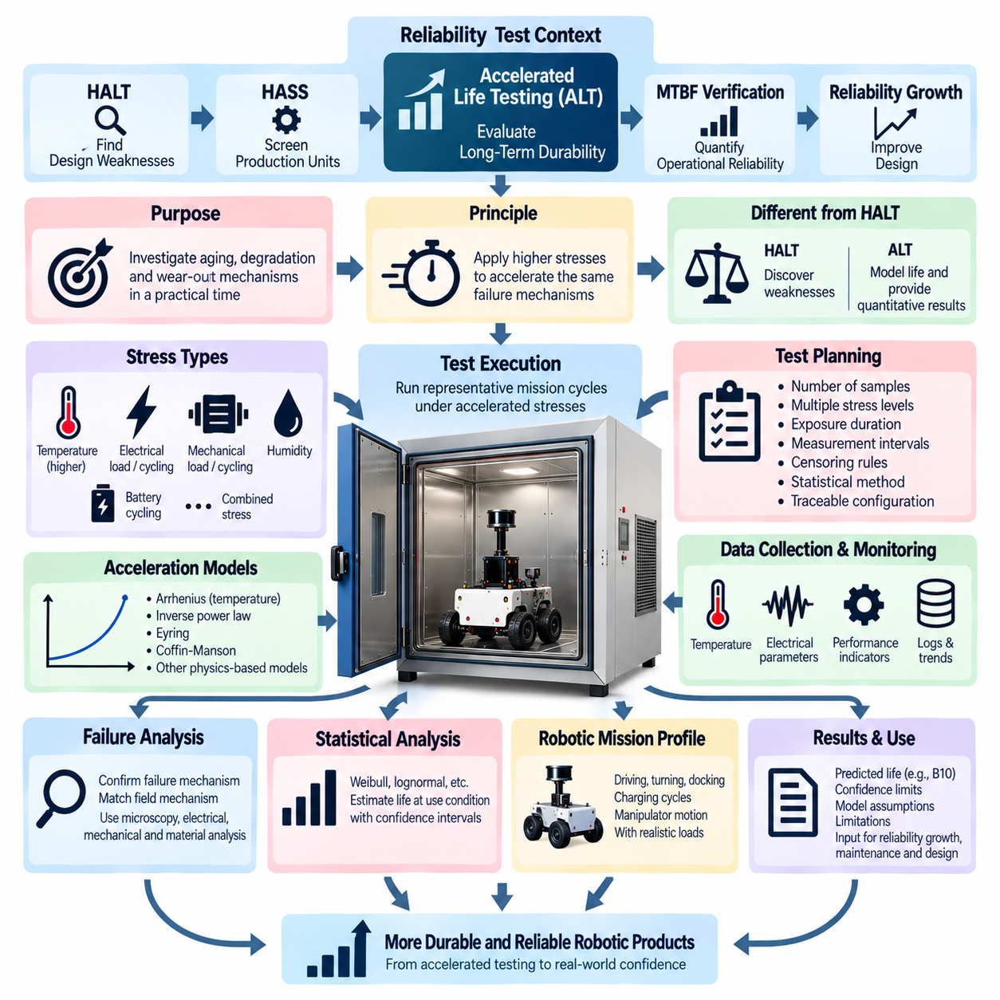 Reliability Test Context
HALT
Find
Design Weaknesses
HASS
Screen
Production Units
Accelerated
Life Testing (ALT)
Evaluate
Long-Term Durability
MTBF Verification
Quantify
Operational Reliability
Reliability Growth
Improve
Design
Purpose
Investigate aging, degradation
and wear-out mechanisms
in a practical time
Principle
Apply higher stresses
to accelerate the same
failure mechanisms
Different from HALT
HALT
Discover
weaknesses
ALT
Model life and
provide
quantitative results
Stress Types
Temperature
(higher)
Electrical
load / cycling
Mechanical
load / cycling
Humidity
Battery
cycling
Combined
stress
Test Execution
Run representative mission cycles
under accelerated stresses
Test Planning
• Number of samples
• Multiple stress levels
• Exposure duration
• Measurement intervals
• Censoring rules
• Statistical method
• Traceable configuration
Acceleration Models
• Arrhenius (temperature)
• Inverse power law
• Eyring
• Coffin-Manson
• Other physics-based models
Data Collection & Monitoring
Temperature
Electrical
parameters
Performance
indicators
Logs &
trends
Failure Analysis
Confirm failure mechanism
Match field mechanism
Use microscopy, electrical,
mechanical and material analysis
Statistical Analysis
Weibull, lognormal, etc.
Estimate life at use condition
with confidence intervals
Robotic Mission Profile
Driving, turning, docking
Charging cycles
Manipulator motion
With realistic loads
Results & Use
Predicted life (e.g., B10)
Confidence limits
Model assumptions
Limitations
Input for reliability growth,
maintenance and design
More Durable and Reliable Robotic Products
From accelerated testing to real-world confidence